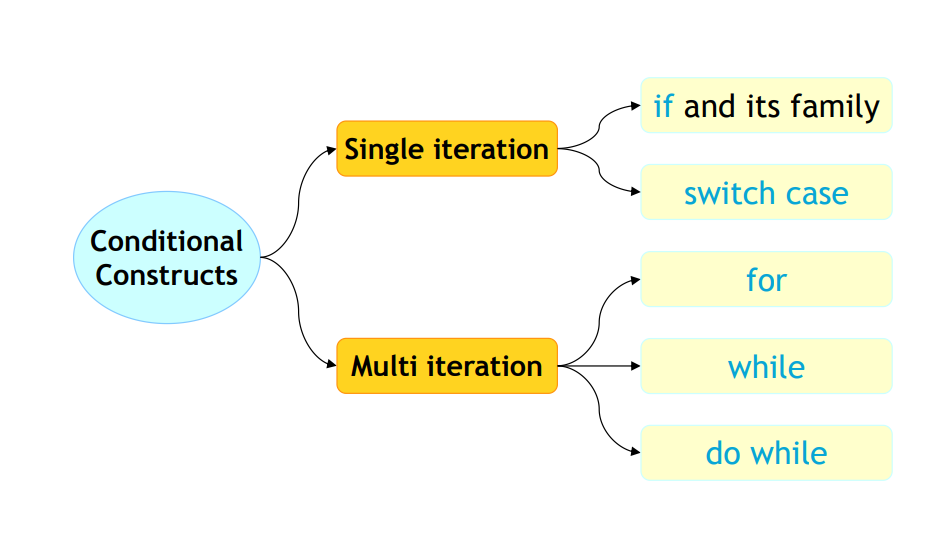 Conditional
Constructs
Single iteration
if and its family
switch case
Multi iteration
for
while
do while